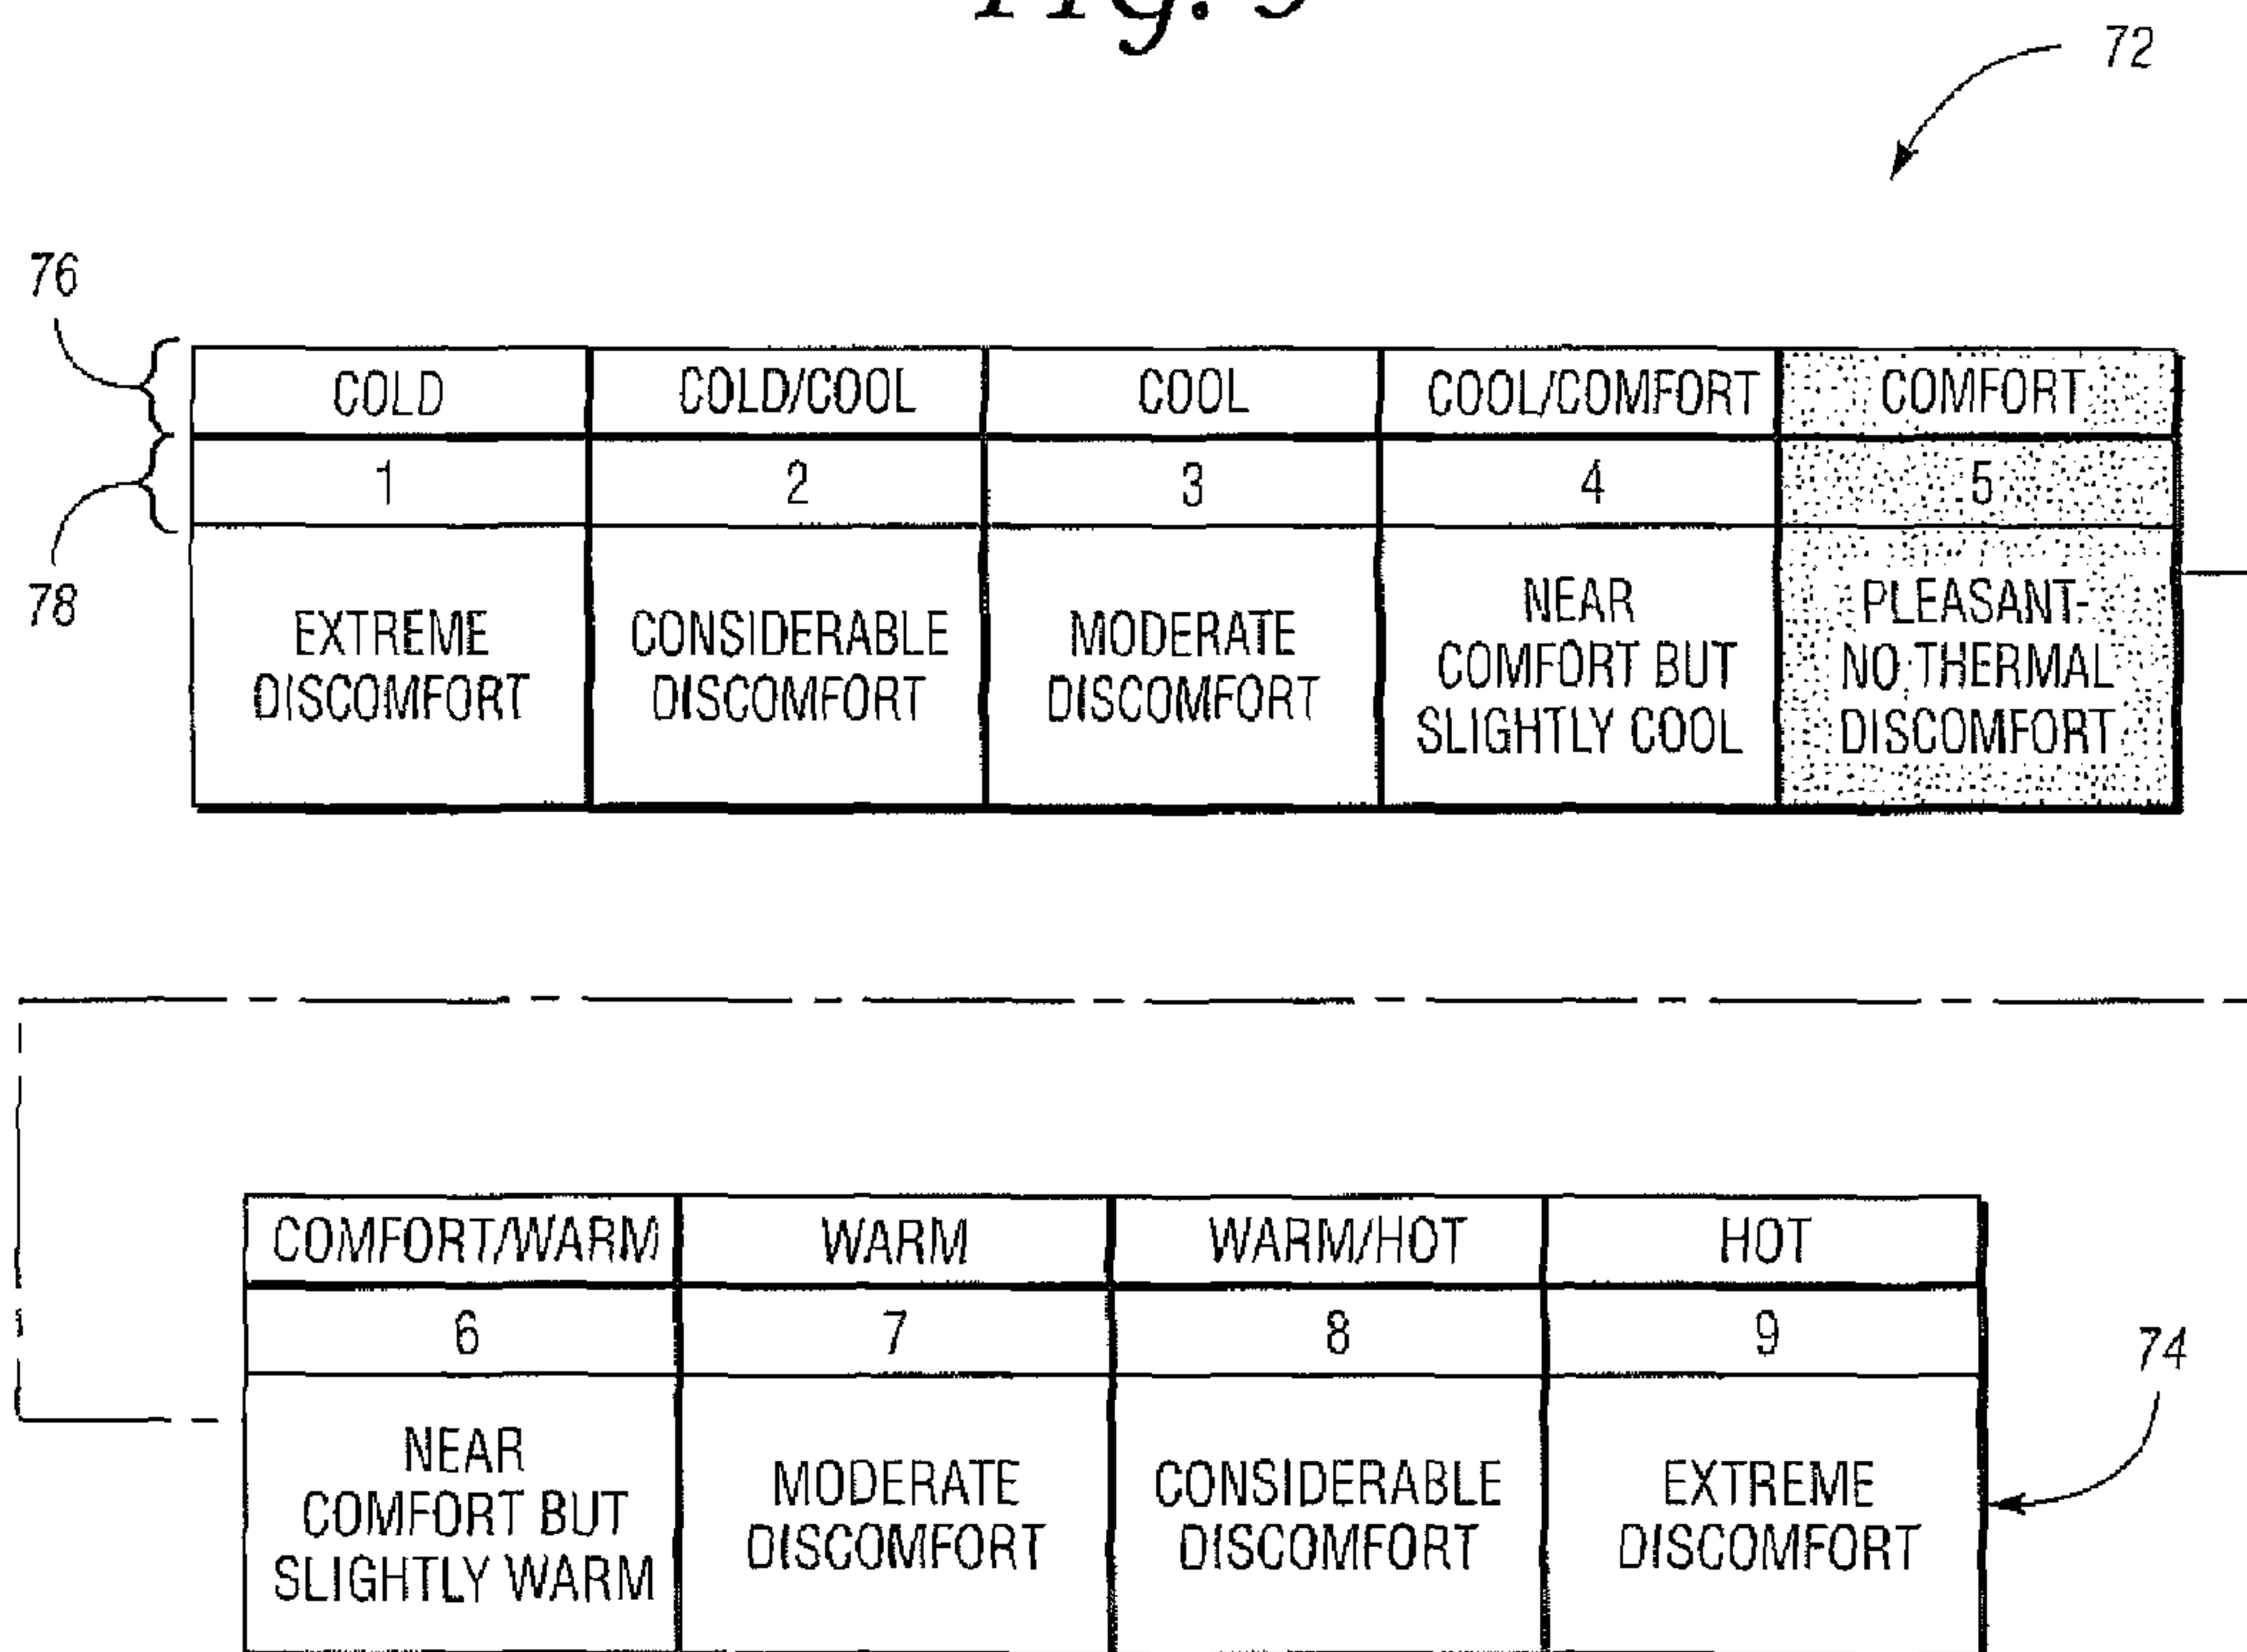 72
76
COLD COLD/COOL COOL COOL/COMFORT COMFORT
1 2 3 4 5
78
EXTREME DISCOMFORT
CONSIDERABLE DISCOMFORT
MODERATE DISCOMFORT
NEAR COMFORT BUT SLIGHTLY COOL
PLEASANT- NO THERMAL DISCOMFORT
COMFORT/WARM WARM WARM/HOT HOT
6 7 8 9
74
NEAR COMFORT BUT SLIGHTLY WARM
MODERATE DISCOMFORT
CONSIDERABLE DISCOMFORT
EXTREME DISCOMFORT